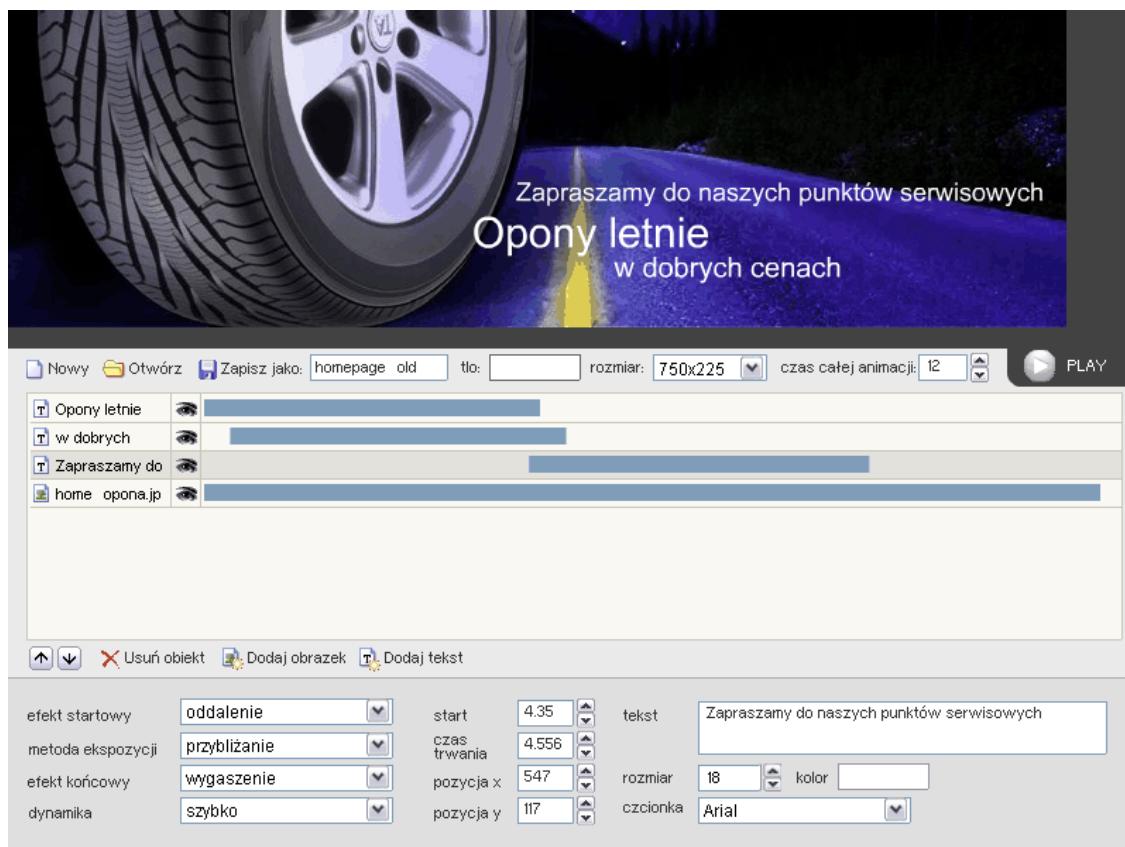 TA
Zapraszamy do naszych punktów serwisowych
Opony letnie
w dobrych cenach
Nowy Otwórz Zapisz jako: homepage old tlo: rozmiar: 750x225 czas całej animacji: 12 PLAY
Opony letnie
w dobrych
Zapraszamy do
home opona.jp
Usuń obiekt Dodaj obrazek Dodaj tekst
efekt startowy oddalenie start 4.35 tekst Zapraszamy do naszych punktów serwisowych
metoda ekspozycji przybliżanie czas trwania 4.556
efekt końcowy wygaszenie pozycja x 547 rozmiar 18 kolor
dynamika szybko pozycja y 117 czcionka Arial